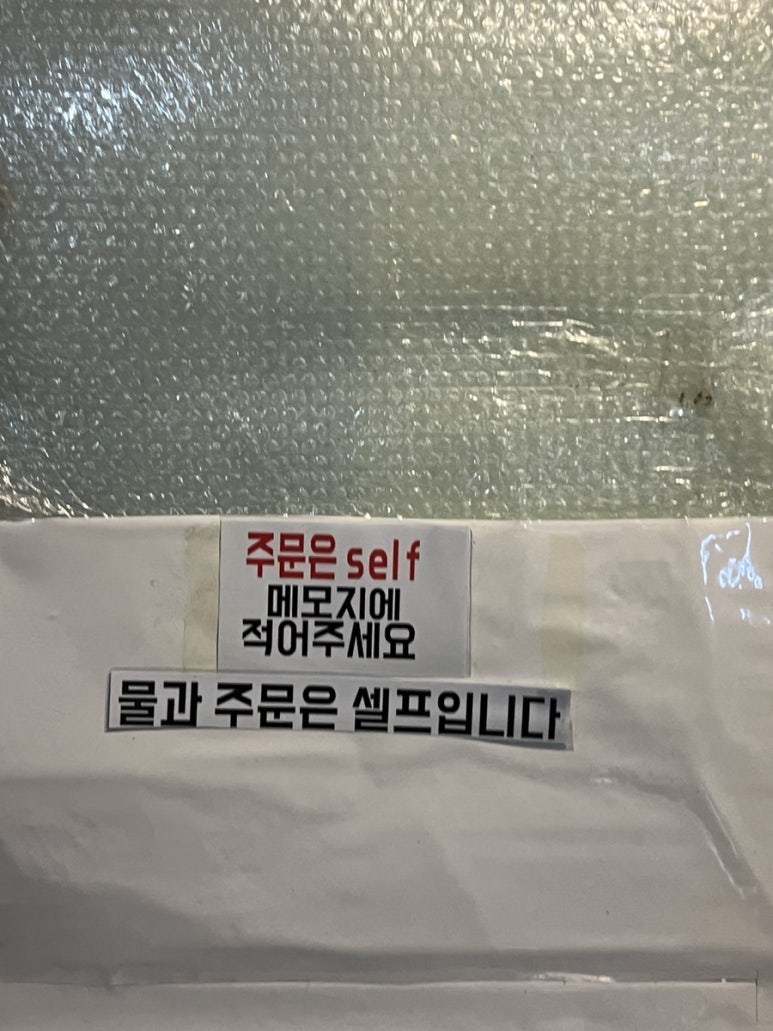 주문은 self
메모지에
적어주세요
물과 주문은 셀프입니다